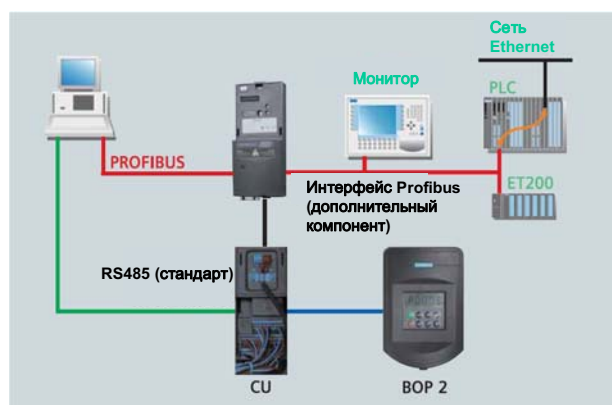 Сеть
Ethernet
Монитор
PLC
PROFIBUS
Интерфейс Profibus
(дополнительный
компонент)
ET200
RS485 (стандарт)
CU
BOP 2